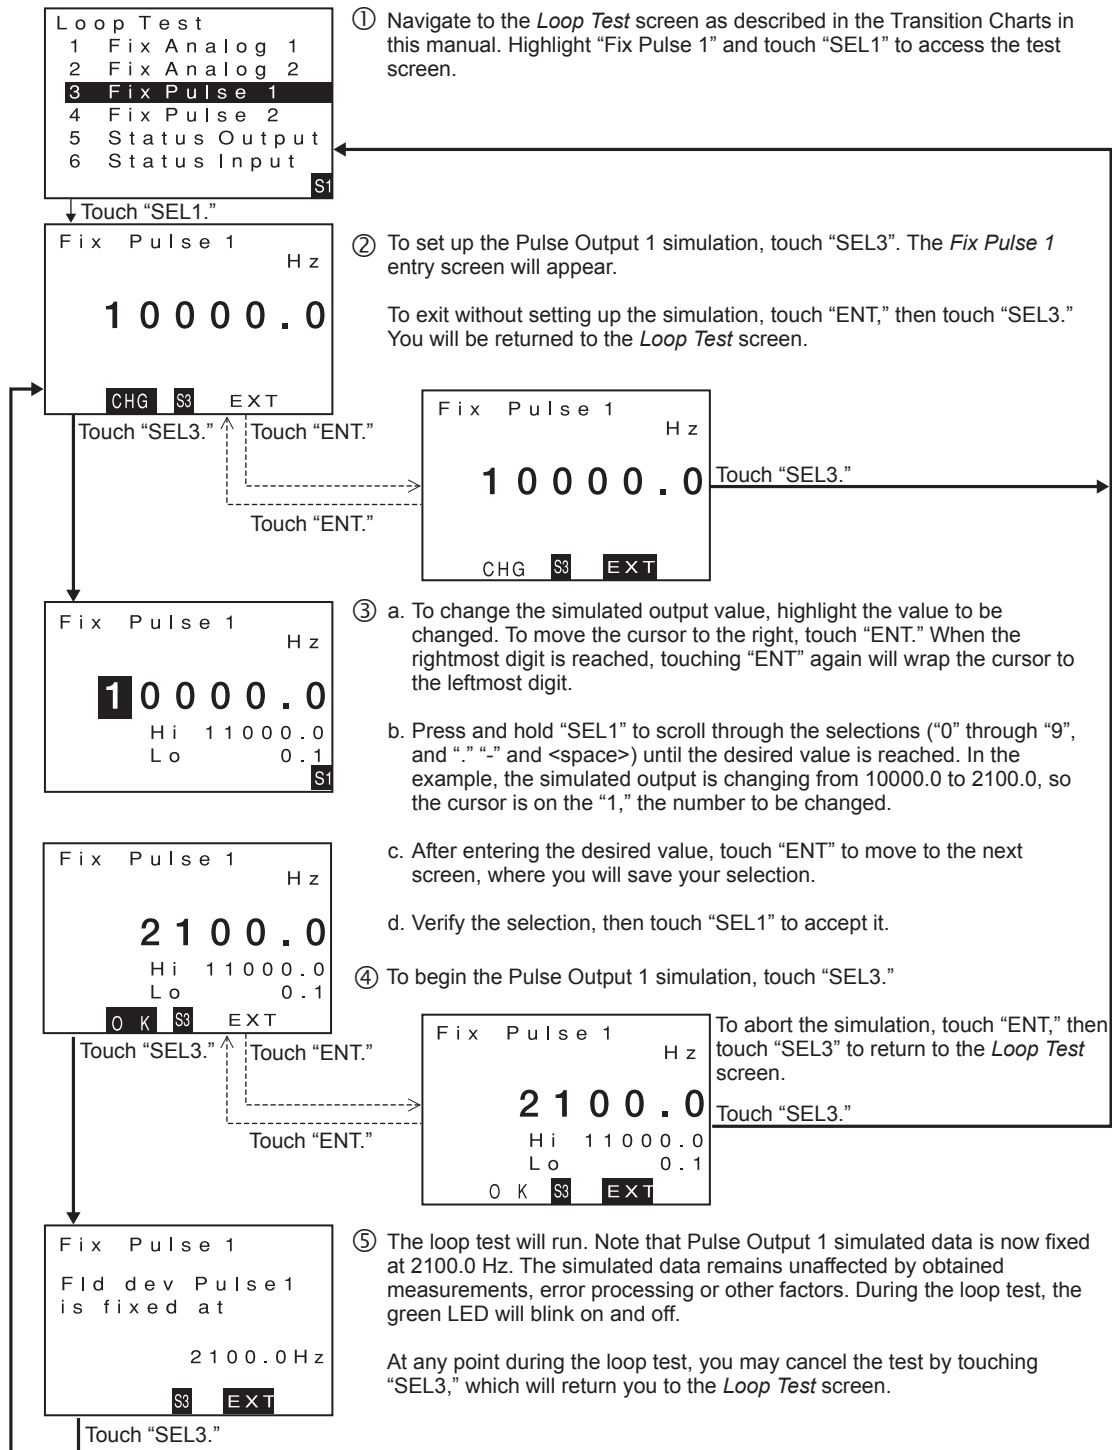 Loop Test
1 Fix Analog 1
2 Fix Analog 2
3 Fix Pulse 1
4 Fix Pulse 2
5 Status Output
6 Status Input
S1
① Navigate to the Loop Test screen as described in the Transition Charts in
this manual. Highlight “Fix Pulse 1” and touch “SEL1” to access the test
screen.
Touch “SEL1.”
Fix Pulse 1
Hz
10000.0
CHG S3 EXT
② To set up the Pulse Output 1 simulation, touch “SEL3”. The Fix Pulse 1
entry screen will appear.
To exit without setting up the simulation, touch “ENT,” then touch “SEL3.”
You will be returned to the Loop Test screen.
Touch “SEL3.”
Touch “ENT.”
Touch “ENT.”
Fix Pulse 1
Hz
10000.0
CHG S3 EXT
Touch “SEL3.”
Fix Pulse 1
Hz
10000.0
Hi 11000.0
Lo 0.1
S1
③ a. To change the simulated output value, highlight the value to be
changed. To move the cursor to the right, touch “ENT.” When the
rightmost digit is reached, touching “ENT” again will wrap the cursor to
the leftmost digit.
b. Press and hold “SEL1” to scroll through the selections (“0” through “9”,
and “.” “-” and <space>) until the desired value is reached. In the
example, the simulated output is changing from 10000.0 to 2100.0, so
the cursor is on the “1,” the number to be changed.
c. After entering the desired value, touch “ENT” to move to the next
screen, where you will save your selection.
d. Verify the selection, then touch “SEL1” to accept it.
Fix Pulse 1
Hz
2100.0
Hi 11000.0
Lo 0.1
OK S3 EXT
④ To begin the Pulse Output 1 simulation, touch “SEL3.”
Touch “SEL3.”
Touch “ENT.”
Touch “ENT.”
Fix Pulse 1
Hz
2100.0
Hi 11000.0
Lo 0.1
OK S3 EXT
To abort the simulation, touch “ENT,” then
touch “SEL3” to return to the Loop Test
screen.
Touch “SEL3.”
Fix Pulse 1
Fld dev Pulse1
is fixed at
2100.0Hz
S3 EXT
⑤ The loop test will run. Note that Pulse Output 1 simulated data is now fixed
at 2100.0 Hz. The simulated data remains unaffected by obtained
measurements, error processing or other factors. During the loop test, the
green LED will blink on and off.
At any point during the loop test, you may cancel the test by touching
“SEL3,” which will return you to the Loop Test screen.
Touch “SEL3.”